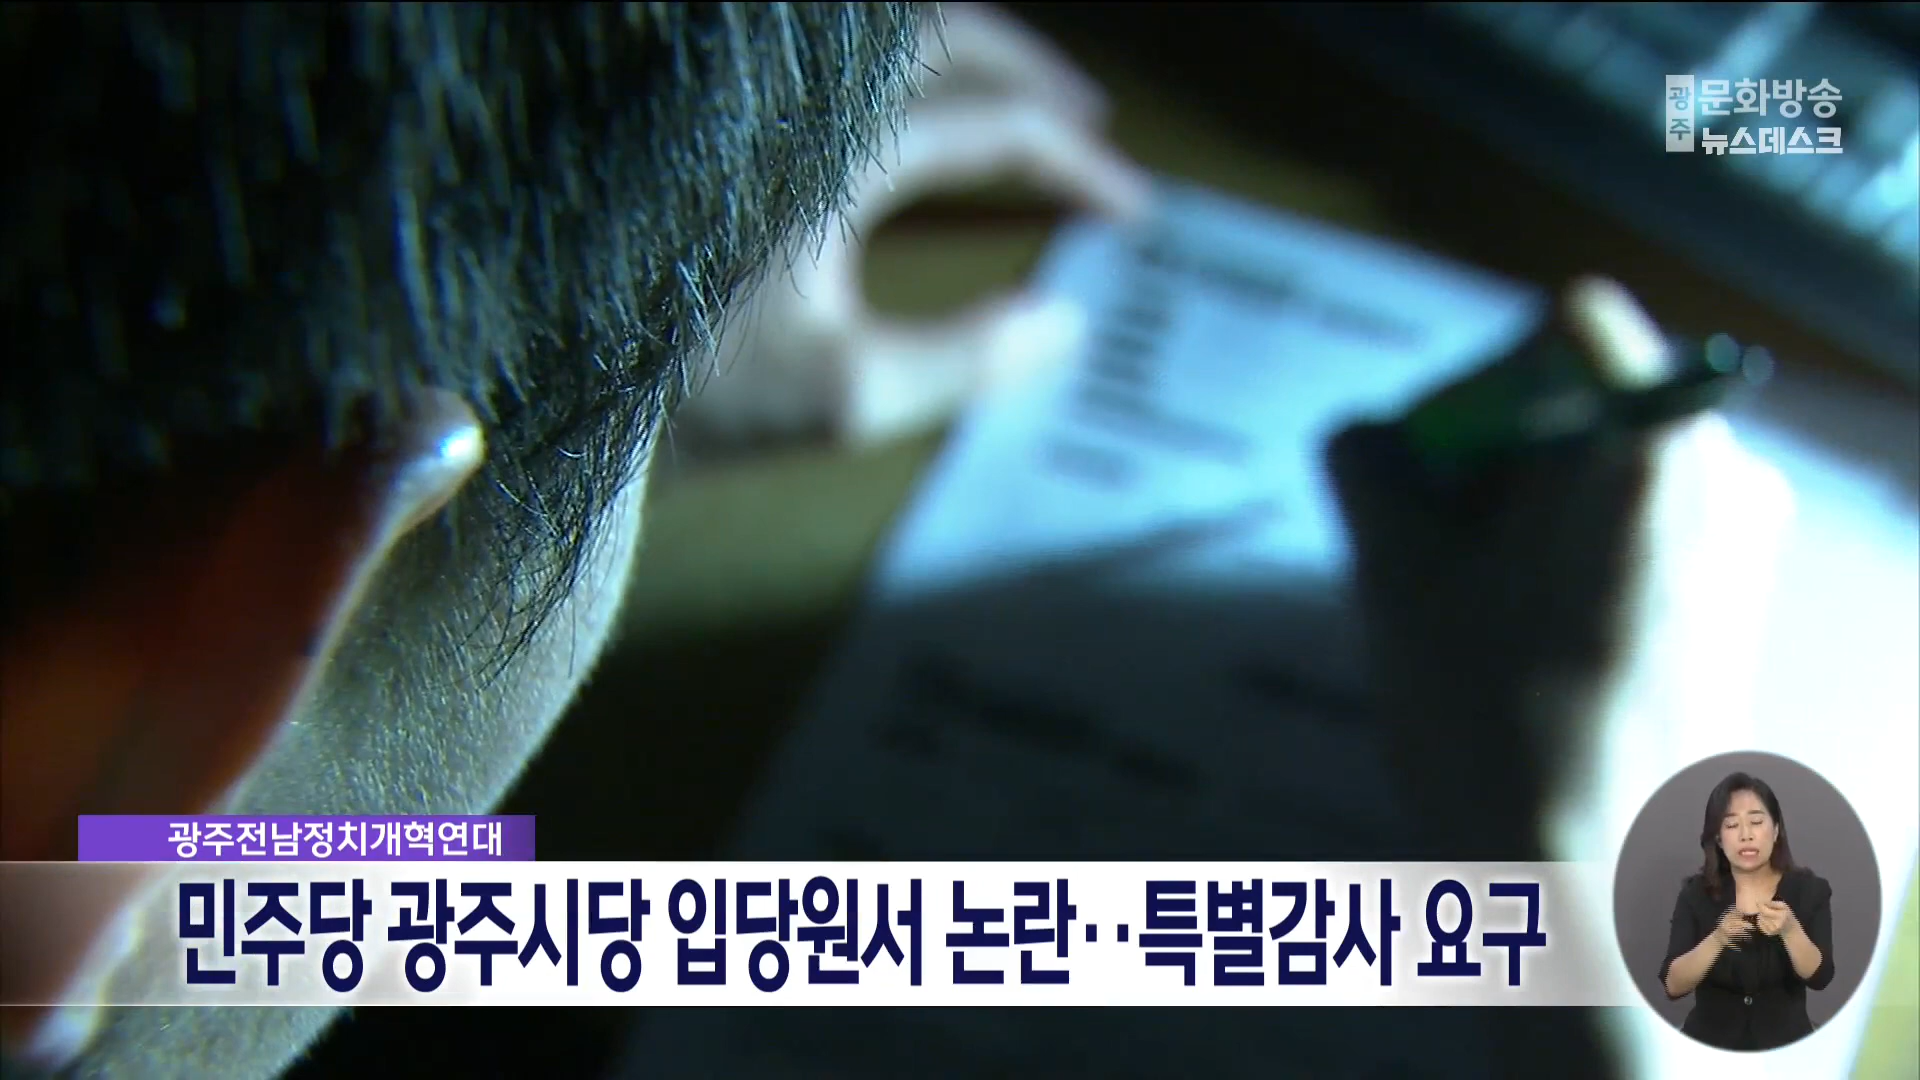 광주
문화방송
뉴스데스크
광주전남정치개혁연대
민주당 광주시당 입당원서 논란··특별감사 요구